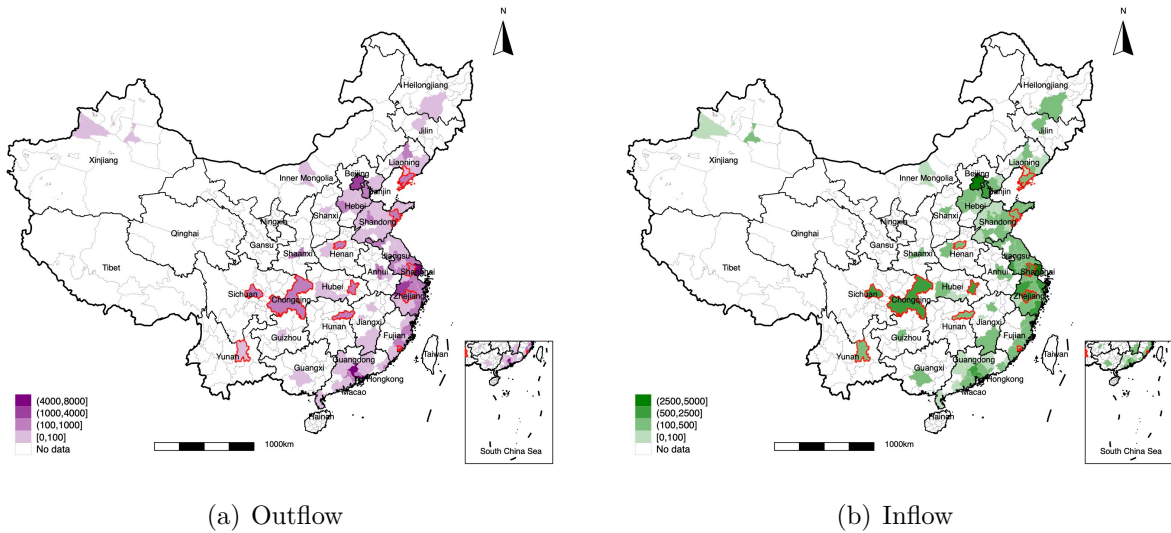 N
Heilongjiang
Jilin
Liaoning
Xinjiang
Inner Mongolia
Beijing
Tianjin
Hebei
Shanxi
Ningxia
Shandong
Qinghai
Gansu
Shaanxi
Henan
Jiangsu
Tibet
Anhui
Shanghai
Sichuan
Chongqing
Hubei
Zhejiang
Hunan
Jiangxi
Guizhou
Fujian
Yunan
Taiwan
Guangxi
Guangdong
Hongkong
Macao
Hainan
(4000,8000]
(1000,4000]
(100,1000]
[0,100]
No data
1000km
South China Sea
(a) Outflow
N
Heilongjiang
Jilin
Liaoning
Xinjiang
Inner Mongolia
Beijing
Tianjin
Hebei
Shanxi
Ningxia
Shandong
Qinghai
Gansu
Shaanxi
Henan
Jiangsu
Tibet
Anhui
Shanghai
Sichuan
Chongqing
Hubei
Zhejiang
Hunan
Jiangxi
Guizhou
Fujian
Yunan
Taiwan
Guangxi
Guangdong
Hongkong
Macao
Hainan
(2500,5000]
(500,2500]
(100,500]
[0,100]
No data
1000km
South China Sea
(b) Inflow